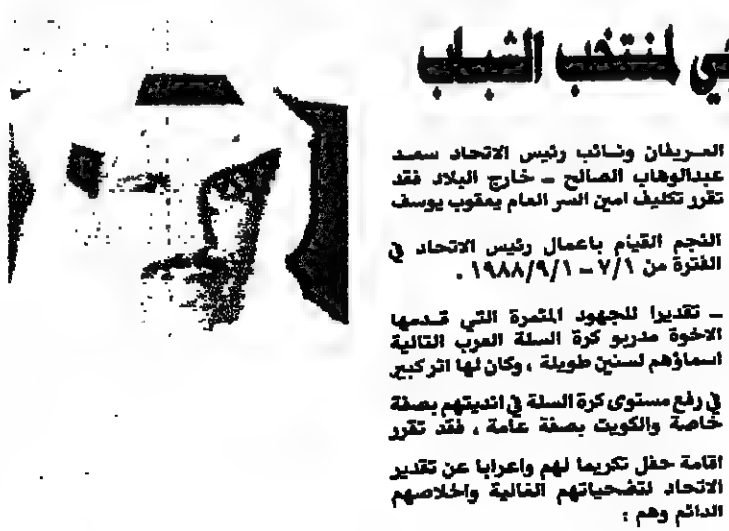 لمنتخب الشباب
العريفان ونائب رئيس الاتحاد سعد
عبدالوهاب الصالح – خارج البلاد فقد
تقرر تكليف امين السر العام يعقوب يوسف
النجم القيام باعمال رئيس الاتحاد في
الفترة من ٧/١ – ١٩٨٨/٩/١ .
– تقديرا للجهود المثمرة التي قدمها
الاخوة مدربو كرة السلة العرب التالية
اسماؤهم لسنين طويلة ، وكان لها اثر كبير
في رفع مستوى كرة السلة في انديتهم بصفة
خاصة والكويت بصفة عامة ، فقد تقرر
اقامة حفل تكريما لهم واعرابا عن تقدير
الاتحاد لتضحياتهم الغالية واخلاصهم
الدائم وهم :